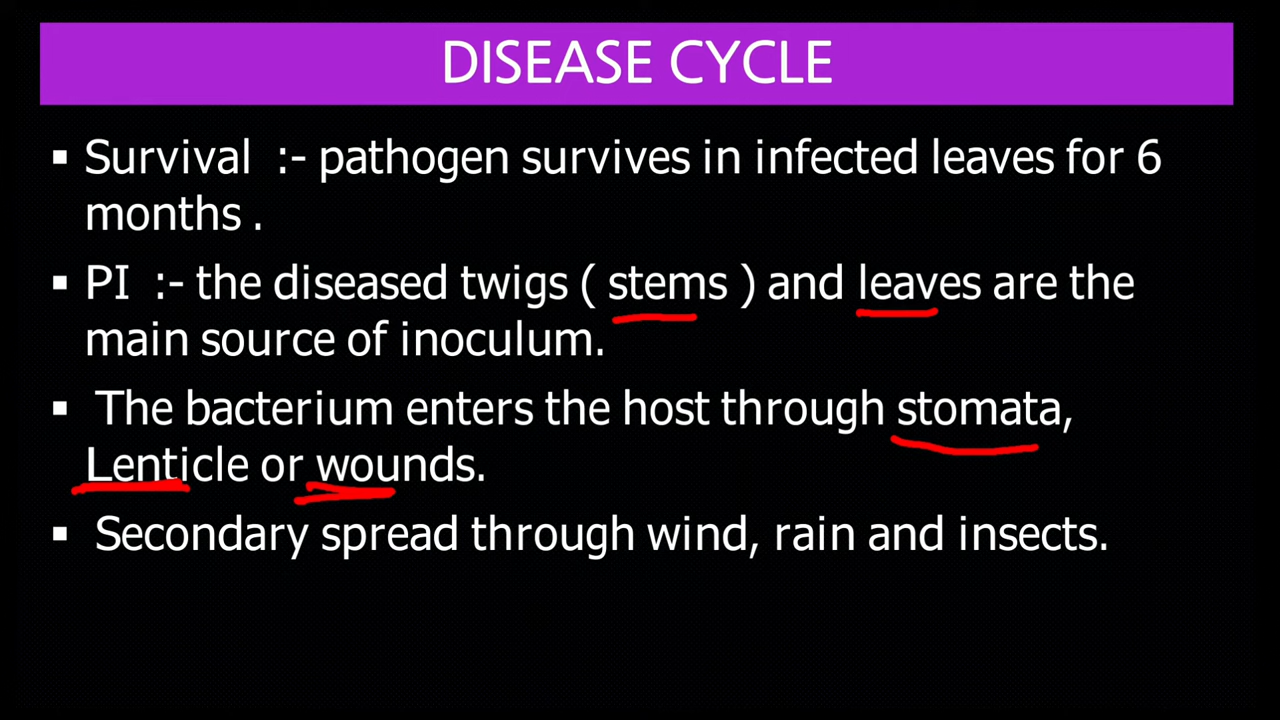 DISEASE CYCLE
▪ Survival :- pathogen survives in infected leaves for 6
months .
▪ PI :- the diseased twigs ( stems ) and leaves are the
main source of inoculum.
▪ The bacterium enters the host through stomata,
Lenticle or wounds.
▪ Secondary spread through wind, rain and insects.